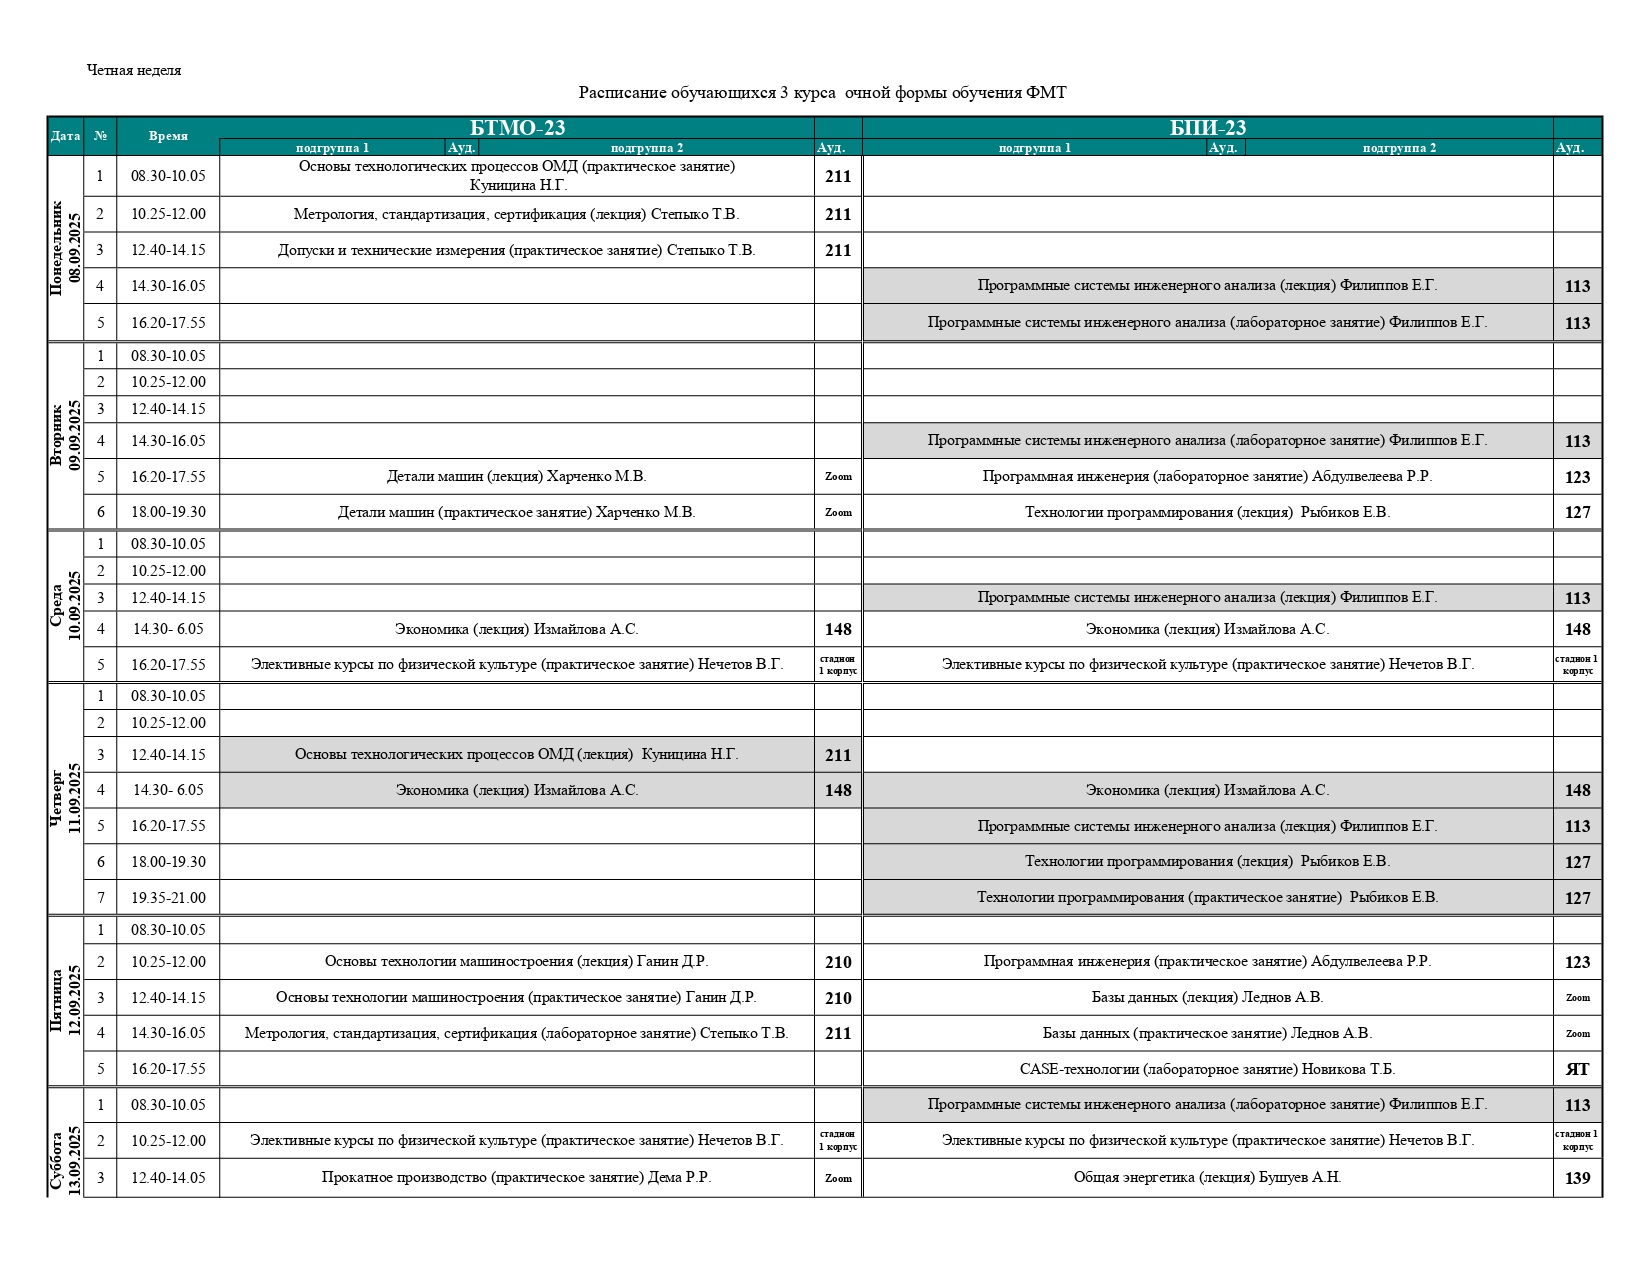 Четная неделя
Расписание обучающихся 3 курса  очной формы обучения ФМТ
Дата № Время БТМО-23 БПИ-23
подгруппа 1 Ауд. подгруппа 2 Ауд. подгруппа 1 Ауд. подгруппа 2 Ауд.
Понедельник
08.09.2025
1 08.30-10.05 Основы технологических процессов ОМД (практическое занятие)
Куницина Н.Г. 211
2 10.25-12.00 Метрология, стандартизация, сертификация (лекция) Степыко Т.В. 211
3 12.40-14.15 Допуски и технические измерения (практическое занятие) Степыко Т.В. 211
4 14.30-16.05 Программные системы инженерного анализа (лекция) Филиппов Е.Г. 113
5 16.20-17.55 Программные системы инженерного анализа (лабораторное занятие) Филиппов Е.Г. 113
Вторник
09.09.2025
1 08.30-10.05
2 10.25-12.00
3 12.40-14.15
4 14.30-16.05 Программные системы инженерного анализа (лабораторное занятие) Филиппов Е.Г. 113
5 16.20-17.55 Детали машин (лекция) Харченко М.В. Zoom Программная инженерия (лабораторное занятие) Абдулвелеева Р.Р. 123
6 18.00-19.30 Детали машин (практическое занятие) Харченко М.В. Zoom Технологии программирования (лекция)  Рыбиков Е.В. 127
Среда
10.09.2025
1 08.30-10.05
2 10.25-12.00
3 12.40-14.15 Программные системы инженерного анализа (лекция) Филиппов Е.Г. 113
4 14.30- 6.05 Экономика (лекция) Измайлова А.С. 148 Экономика (лекция) Измайлова А.С. 148
5 16.20-17.55 Элективные курсы по физической культуре (практическое занятие) Нечетов В.Г. стадион
1 корпус Элективные курсы по физической культуре (практическое занятие) Нечетов В.Г. стадион 1
корпус
Четверг
11.09.2025
1 08.30-10.05
2 10.25-12.00
3 12.40-14.15 Основы технологических процессов ОМД (лекция)  Куницина Н.Г. 211
4 14.30- 6.05 Экономика (лекция) Измайлова А.С. 148 Экономика (лекция) Измайлова А.С. 148
5 16.20-17.55 Программные системы инженерного анализа (лекция) Филиппов Е.Г. 113
6 18.00-19.30 Технологии программирования (лекция)  Рыбиков Е.В. 127
7 19.35-21.00 Технологии программирования (практическое занятие)  Рыбиков Е.В. 127
Пятница
12.09.2025
1 08.30-10.05
2 10.25-12.00 Основы технологии машиностроения (лекция) Ганин Д.Р. 210 Программная инженерия (практическое занятие) Абдулвелеева Р.Р. 123
3 12.40-14.15 Основы технологии машиностроения (практическое занятие) Ганин Д.Р. 210 Базы данных (лекция) Леднов А.В. Zoom
4 14.30-16.05 Метрология, стандартизация, сертификация (лабораторное занятие) Степыко Т.В. 211 Базы данных (практическое занятие) Леднов А.В. Zoom
5 16.20-17.55 CASE-технологии (лабораторное занятие) Новикова Т.Б. ЯТ
Суббота
13.09.2025
1 08.30-10.05 Программные системы инженерного анализа (лабораторное занятие) Филиппов Е.Г. 113
2 10.25-12.00 Элективные курсы по физической культуре (практическое занятие) Нечетов В.Г. стадион
1 корпус Элективные курсы по физической культуре (практическое занятие) Нечетов В.Г. стадион 1
корпус
3 12.40-14.05 Прокатное производство (практическое занятие) Дема Р.Р. Zoom Общая энергетика (лекция) Бушуев А.Н. 139